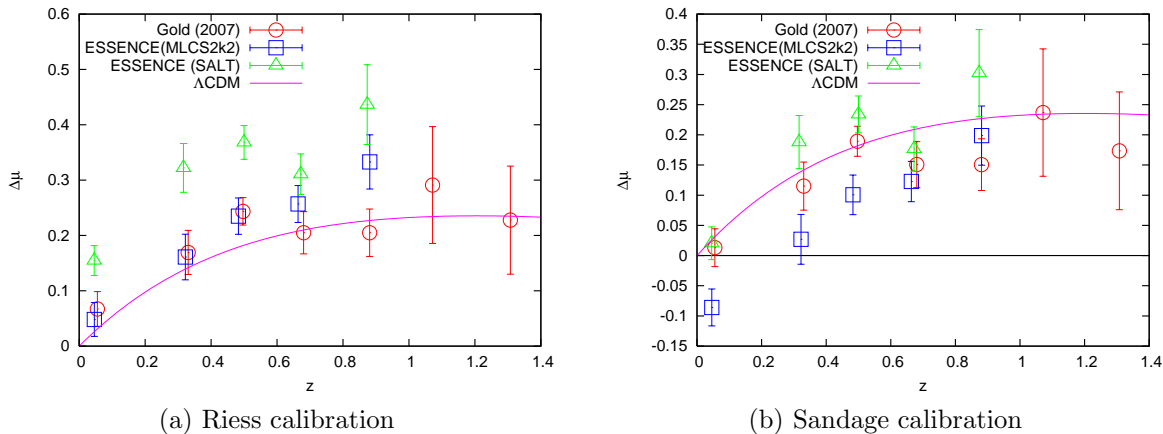 Gold (2007)
ESSENCE(MLCS2k2)
ESSENCE (SALT)
ΛCDM
Δμ
0.6
0.5
0.4
0.3
0.2
0.1
0
0 0.2 0.4 0.6 0.8 1 1.2 1.4
z
(a) Riess calibration
Gold (2007)
ESSENCE(MLCS2k2)
ESSENCE (SALT)
ΛCDM
Δμ
0.4
0.35
0.3
0.25
0.2
0.15
0.1
0.05
0
-0.05
-0.1
-0.15
0 0.2 0.4 0.6 0.8 1 1.2 1.4
z
(b) Sandage calibration